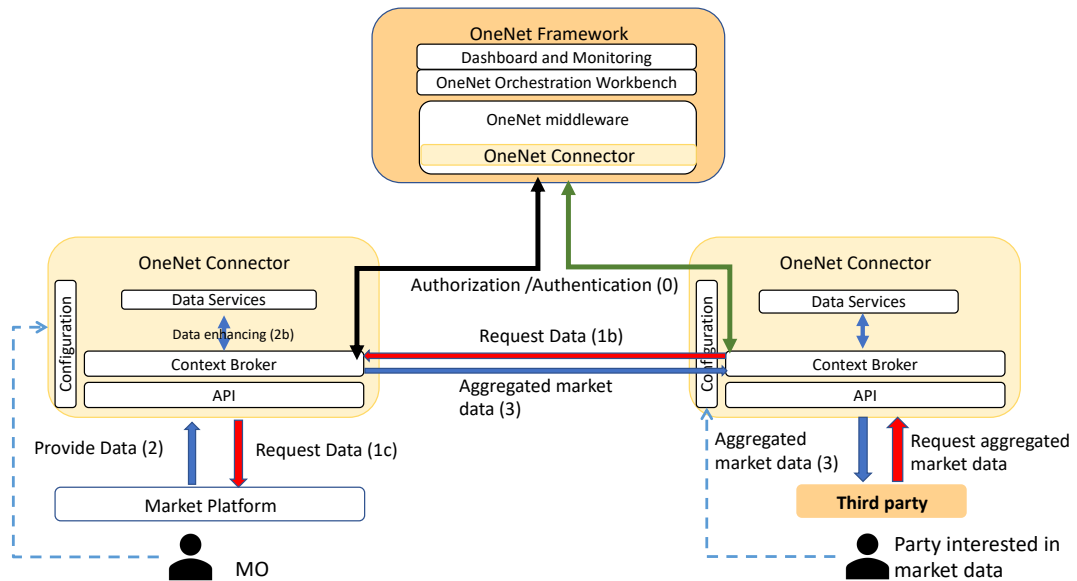 OneNet Framework
Dashboard and Monitoring
OneNet Orchestration Workbench
OneNet middleware
OneNet Connector
OneNet Connector
Configuration
Data Services
Data enhancing (2b)
Context Broker
API
Authorization /Authentication (0)
Request Data (1b)
Aggregated market
data (3)
OneNet Connector
Configuration
Data Services
Context Broker
API
Provide Data (2)
Request Data (1c)
Market Platform
MO
Aggregated
market data (3)
Request aggregated
market data
Third party
Party interested in
market data